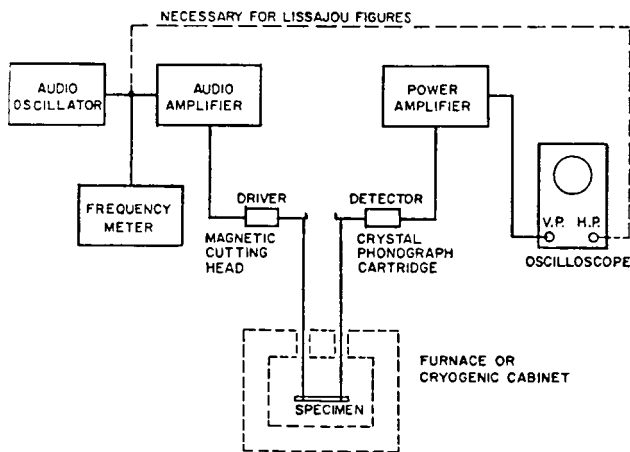 NECESSARY FOR LISSAJOU FIGURES
AUDIO
OSCILLATOR
AUDIO
AMPLIFIER
POWER
AMPLIFIER
FREQUENCY
METER
DRIVER
MAGNETIC
CUTTING
HEAD
DETECTOR
CRYSTAL
PHONOGRAPH
CARTRIDGE
V.P. H.P.
OSCILLOSCOPE
FURNACE OR
CRYOGENIC CABINET
SPECIMEN